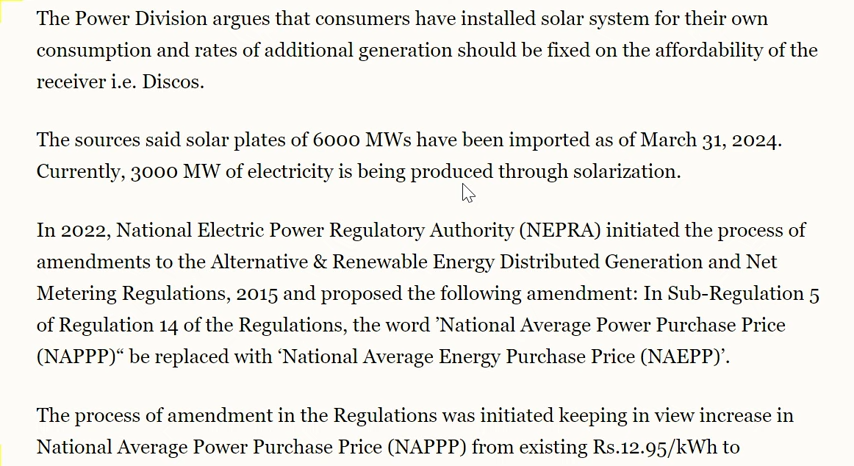 The Power Division argues that consumers have installed solar system for their own
consumption and rates of additional generation should be fixed on the affordability of the
receiver i.e. Discos.
The sources said solar plates of 6000 MWs have been imported as of March 31, 2024.
Currently, 3000 MW of electricity is being produced through solarization.
In 2022, National Electric Power Regulatory Authority (NEPRA) initiated the process of
amendments to the Alternative & Renewable Energy Distributed Generation and Net
Metering Regulations, 2015 and proposed the following amendment: In Sub-Regulation 5
of Regulation 14 of the Regulations, the word ’National Average Power Purchase Price
(NAPPP)“ be replaced with ‘National Average Energy Purchase Price (NAEPP)’.
The process of amendment in the Regulations was initiated keeping in view increase in
National Average Power Purchase Price (NAPPP) from existing Rs.12.95/kWh to